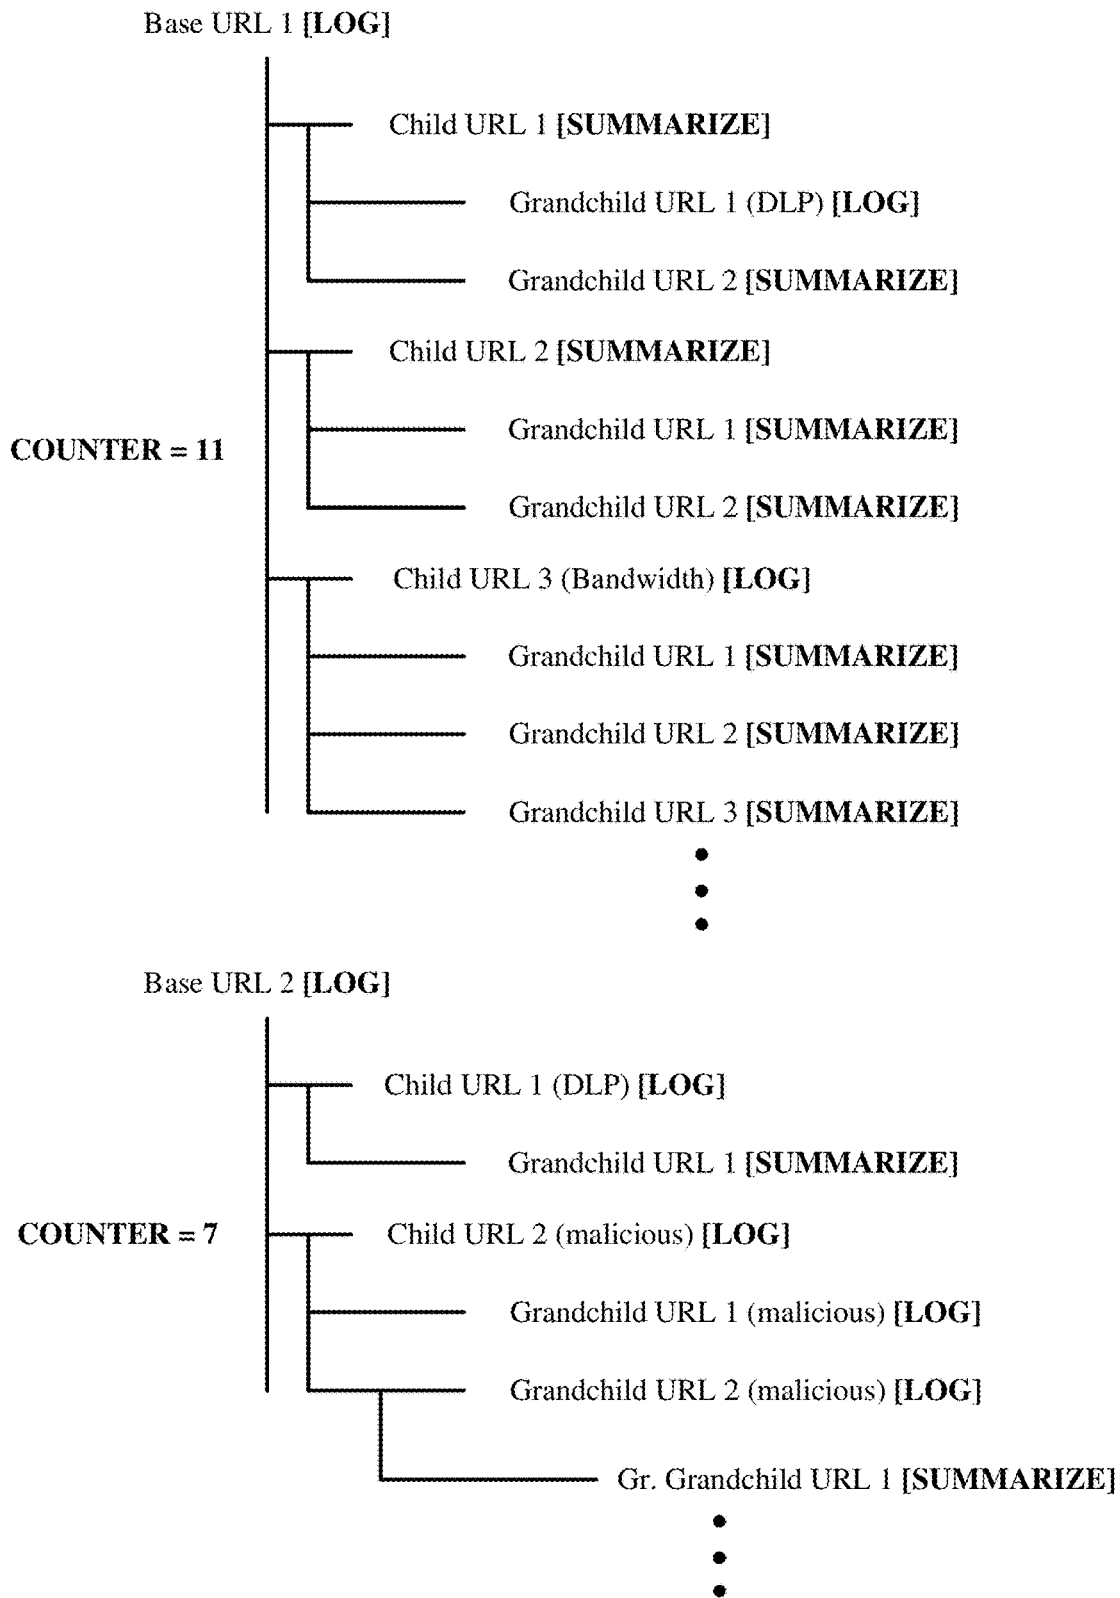 Base URL 1 [LOG]
Child URL 1 [SUMMARIZE]
Grandchild URL 1 (DLP) [LOG]
Grandchild URL 2 [SUMMARIZE]
Child URL 2 [SUMMARIZE]
Grandchild URL 1 [SUMMARIZE]
COUNTER = 11
Grandchild URL 2 [SUMMARIZE]
Child URL 3 (Bandwidth) [LOG]
Grandchild URL 1 [SUMMARIZE]
Grandchild URL 2 [SUMMARIZE]
Grandchild URL 3 [SUMMARIZE]
Base URL 2 [LOG]
Child URL 1 (DLP) [LOG]
Grandchild URL 1 [SUMMARIZE]
COUNTER = 7
Child URL 2 (malicious) [LOG]
Grandchild URL 1 (malicious) [LOG]
Grandchild URL 2 (malicious) [LOG]
Gr. Grandchild URL 1 [SUMMARIZE]